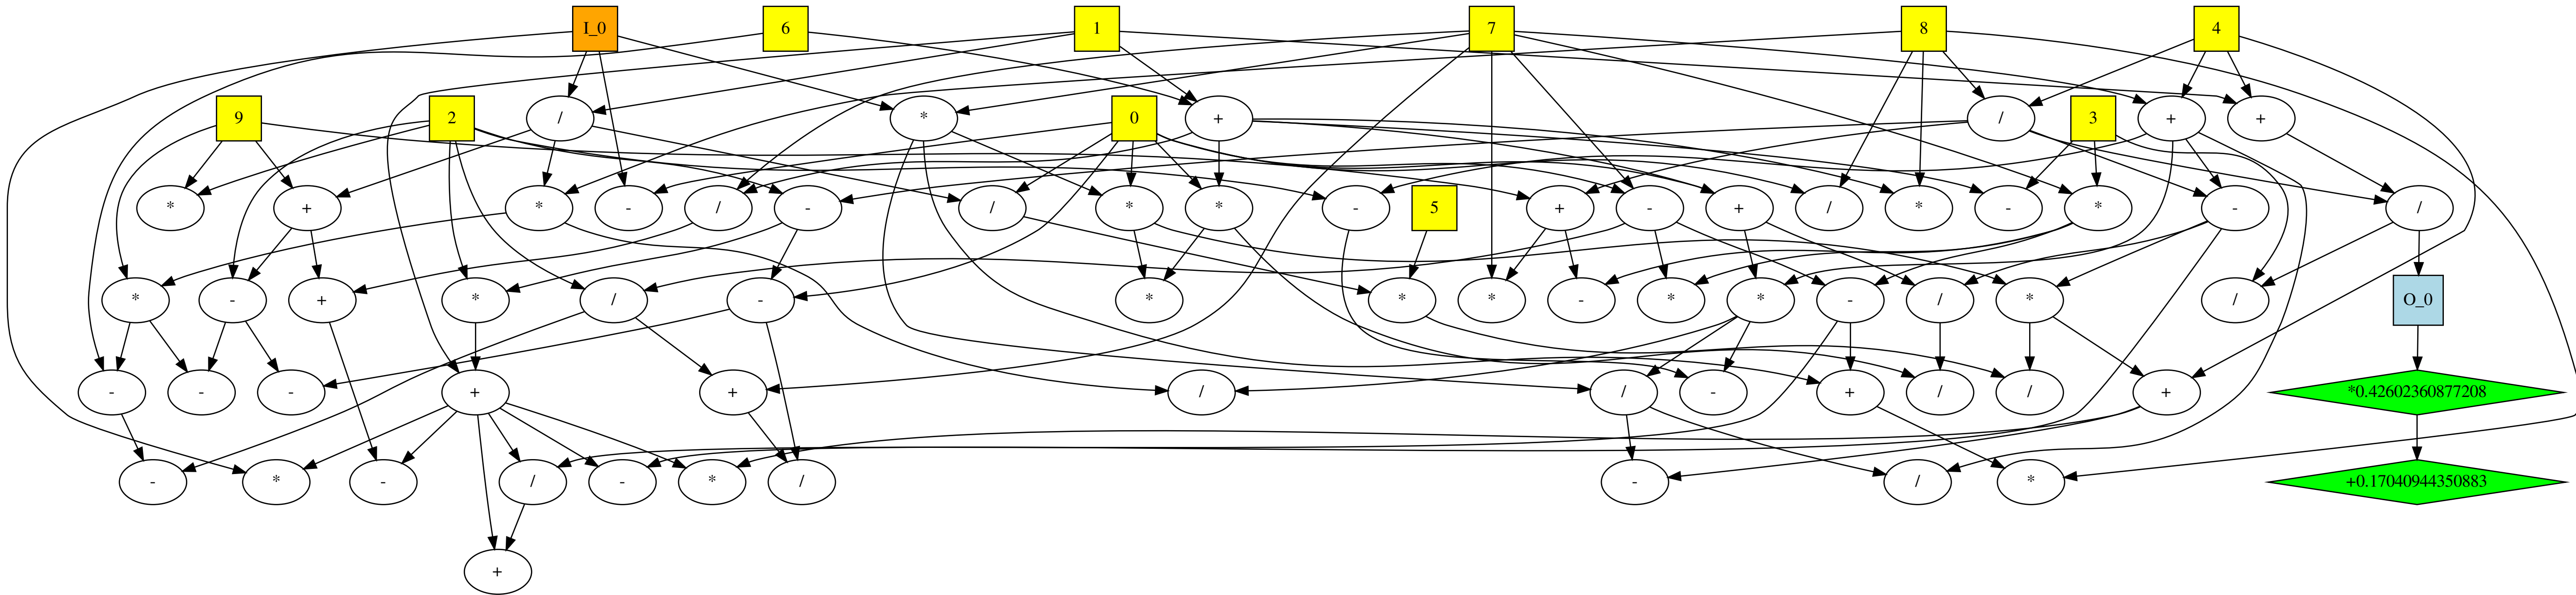 I_0 6 1 7 8 4
9 2 / * 0 + / 3 + +
* + * - / - / * * - 5 + - + / * - * - /
* - + * / - * * * - * * - / * / O_0
- - - + + / / - + / / + *0.42602360877208
- * - / - * / - / * +0.17040944350883
+